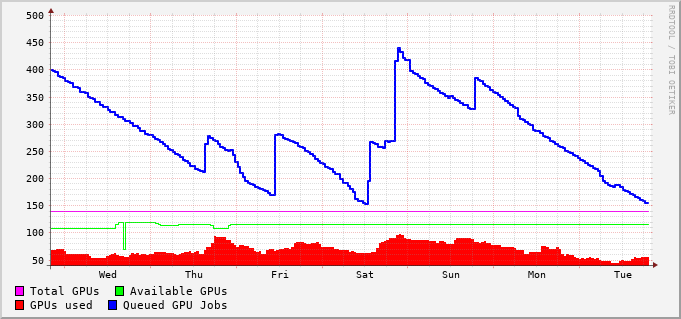 500
450
400
350
300
250
200
150
100
50
Wed Thu Fri Sat Sun Mon Tue
Total GPUs Available GPUs
GPUs used Queued GPU Jobs
RRDTOOL / TOBI OETIKER